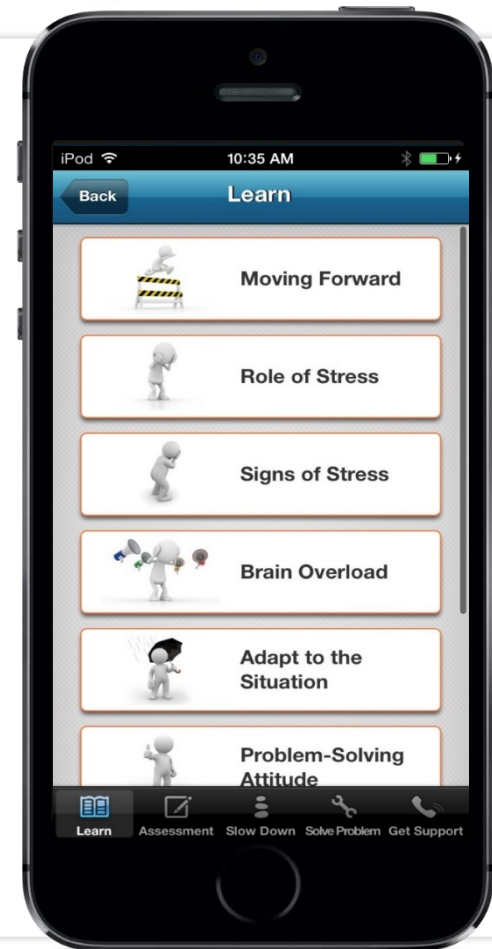 iPod 10:35 AM
Back Learn
Moving Forward
Role of Stress
Signs of Stress
Brain Overload
Adapt to the
Situation
Problem-Solving
Attitude
Learn Assessment Slow Down Solve Problem Get Support